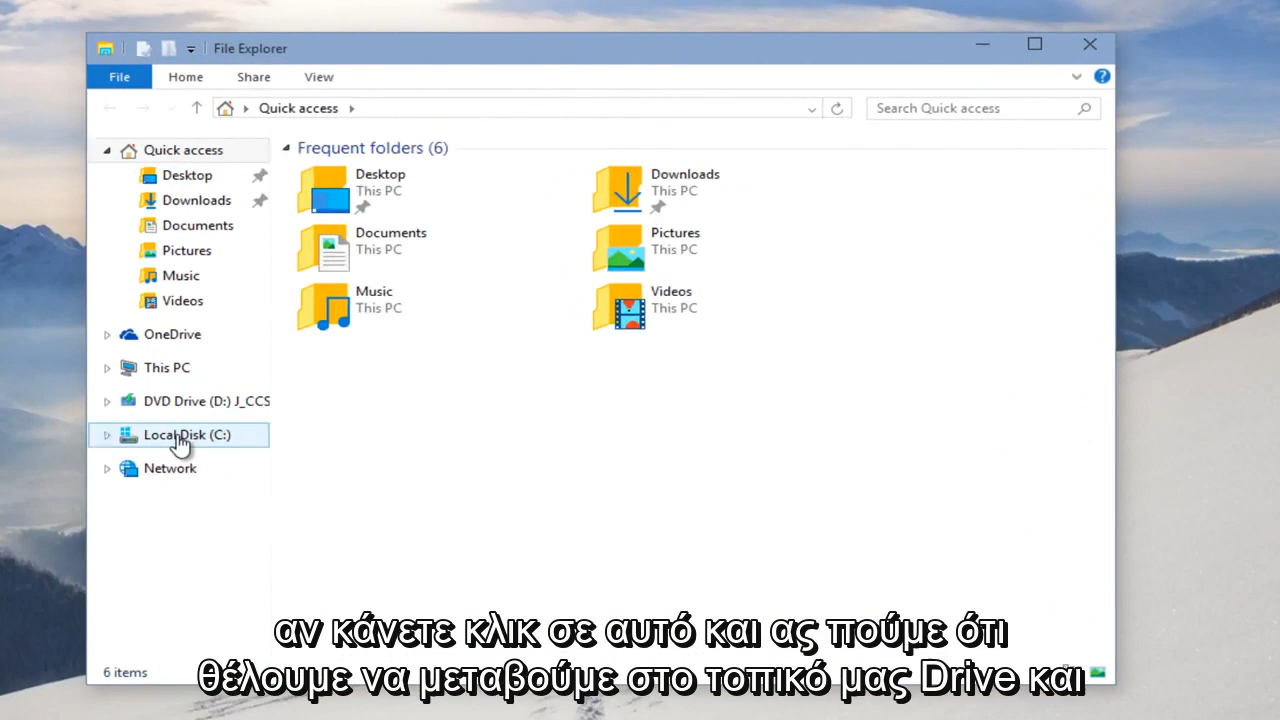 File Explorer
File Home Share View
Quick access
Search Quick access
Quick access
Desktop
Downloads
Documents
Pictures
Music
Videos
OneDrive
This PC
DVD Drive (D:) J_CCS
Local Disk (C:)
Network
Frequent folders (6)
Desktop
This PC
Downloads
This PC
Documents
This PC
Pictures
This PC
Music
This PC
Videos
This PC
6 items
αν κάνετε κλικ σε αυτό και ας πούμε ότι
θέλουμε να μεταβούμε στο τοπικό μας Drive και